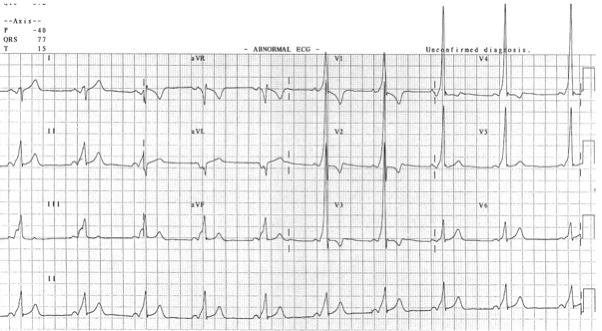 --Axis--
P -40
QRS 77
T 15
- ABNORMAL ECG -
Unconfirmed diagnosis.
I aVR V1 V4
II aVL V2 V5
III aVF V3 V6
II